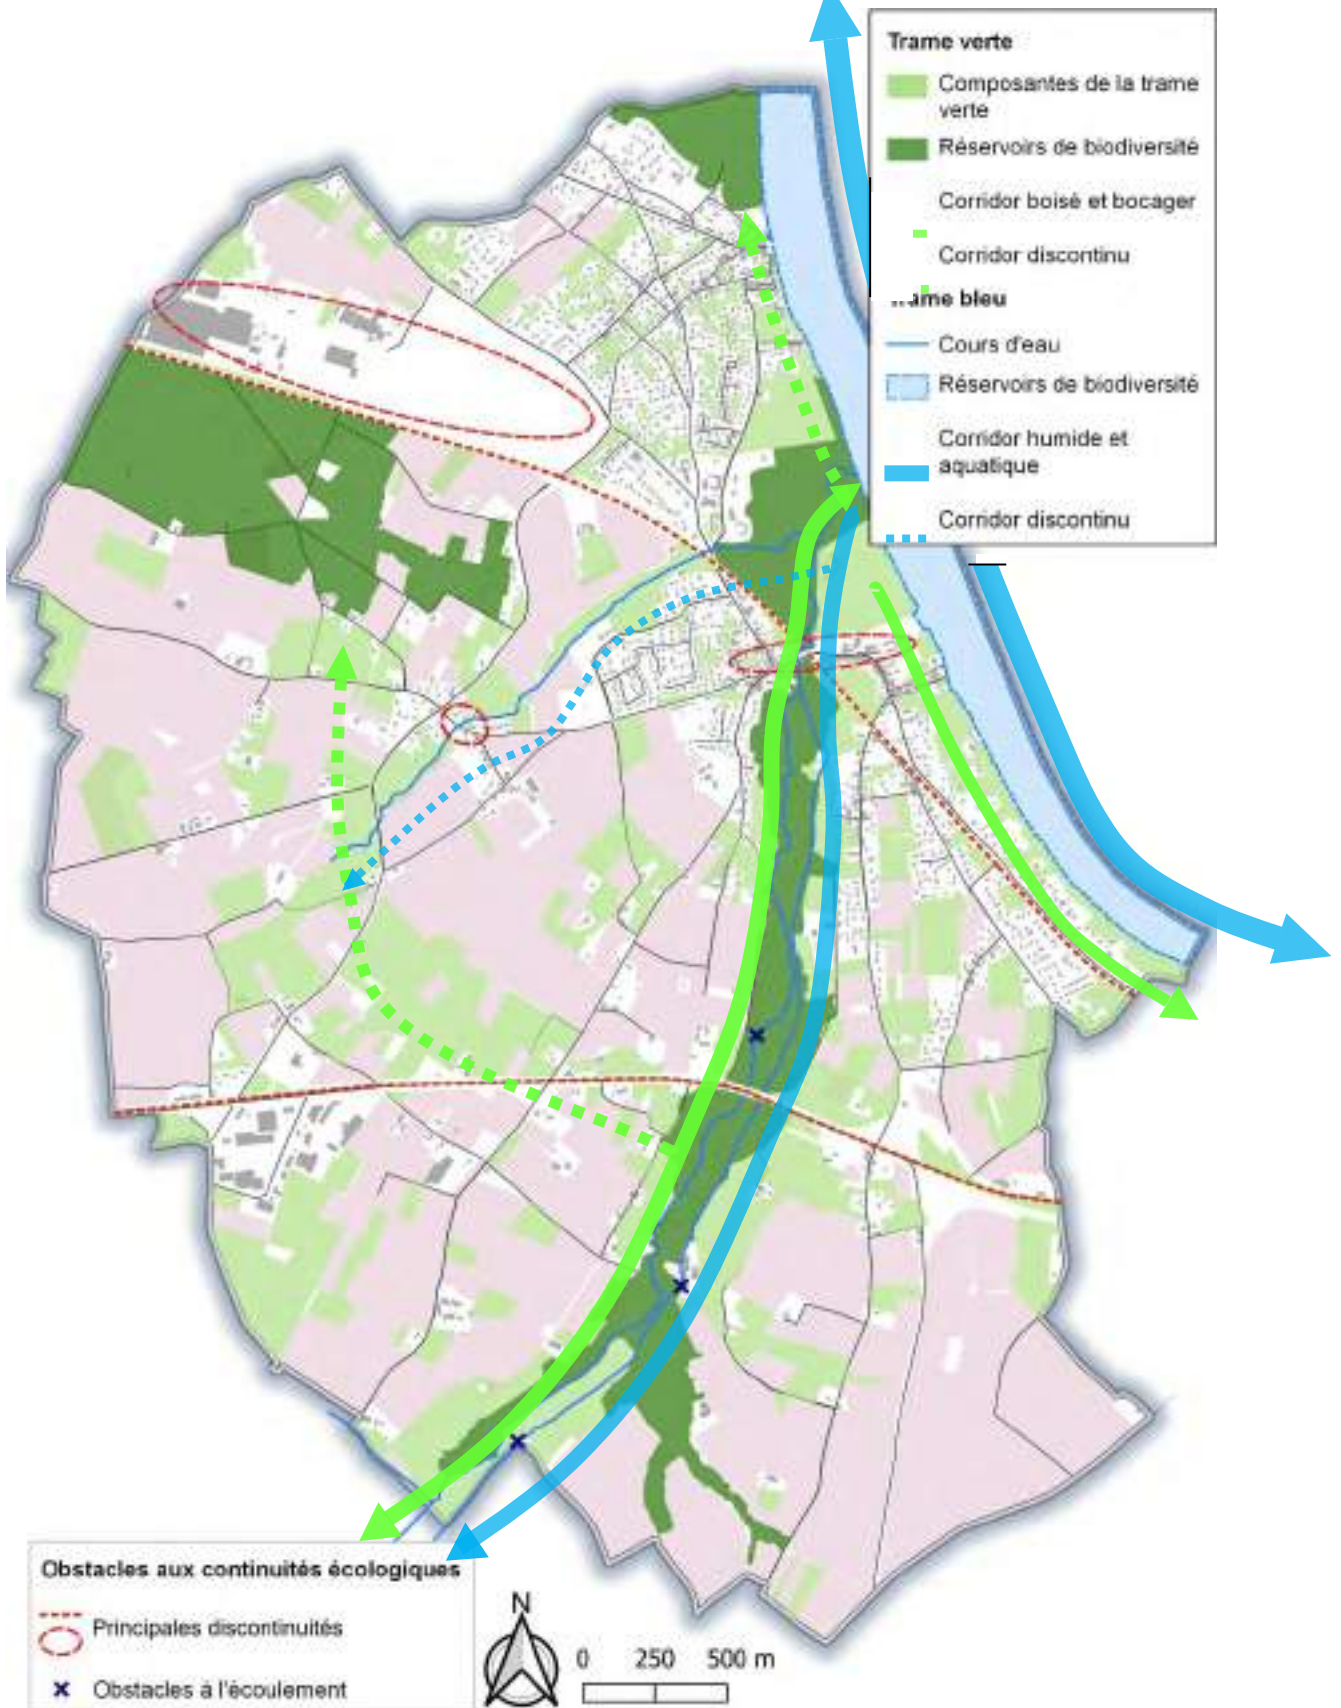 Trame verte
Composantes de la trame
verte
Réservoirs de biodiversité
Corridor boisé et bocager
Corridor discontinu
Trame bleu
Cours d'eau
Réservoirs de biodiversité
Corridor humide et
aquatique
Corridor discontinu
Obstacles aux continuités écologiques
Principales discontinuités
Obstacles à l'écoulement
N
0 250 500 m